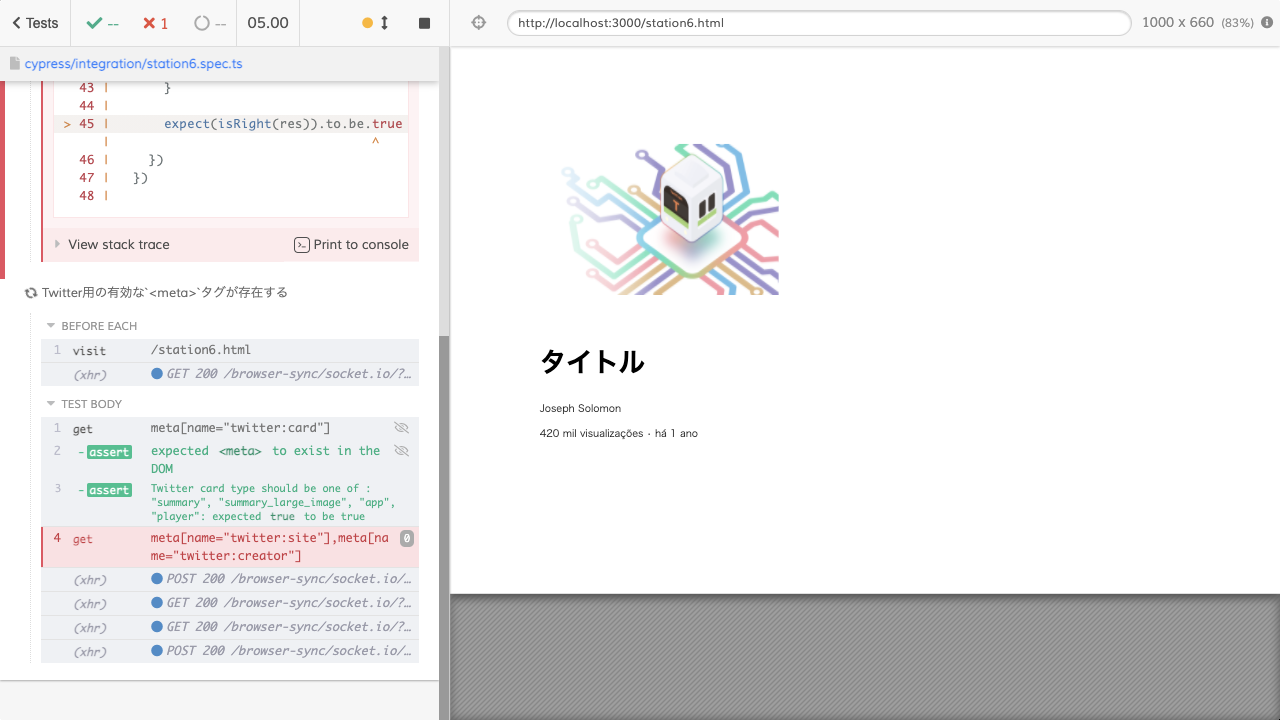 Tests
--
1
--
05.00
http://localhost:3000/station6.html
1000 x 660 (83%)
cypress/integration/station6.spec.ts
43 | }
44 |
> 45 | expect(isRight(res)).to.be.true
| ^
46 | })
47 | })
48 |
View stack trace
Print to console
Twitter用の有効な`<meta>`タグが存在する
BEFORE EACH
1 visit /station6.html
(xhr) GET 200 /browser-sync/socket.io/?…
TEST BODY
1 get meta[name="twitter:card"]
2 -assert expected <meta> to exist in the
DOM
3 -assert Twitter card type should be one of :
"summary", "summary_large_image", "app",
"player": expected true to be true
4 get meta[name="twitter:site"],meta[na 0
me="twitter:creator"]
(xhr) POST 200 /browser-sync/socket.io/…
(xhr) GET 200 /browser-sync/socket.io/?…
(xhr) GET 200 /browser-sync/socket.io/?…
(xhr) POST 200 /browser-sync/socket.io/…
T
タイトル
Joseph Solomon
420 mil visualizações · há 1 ano